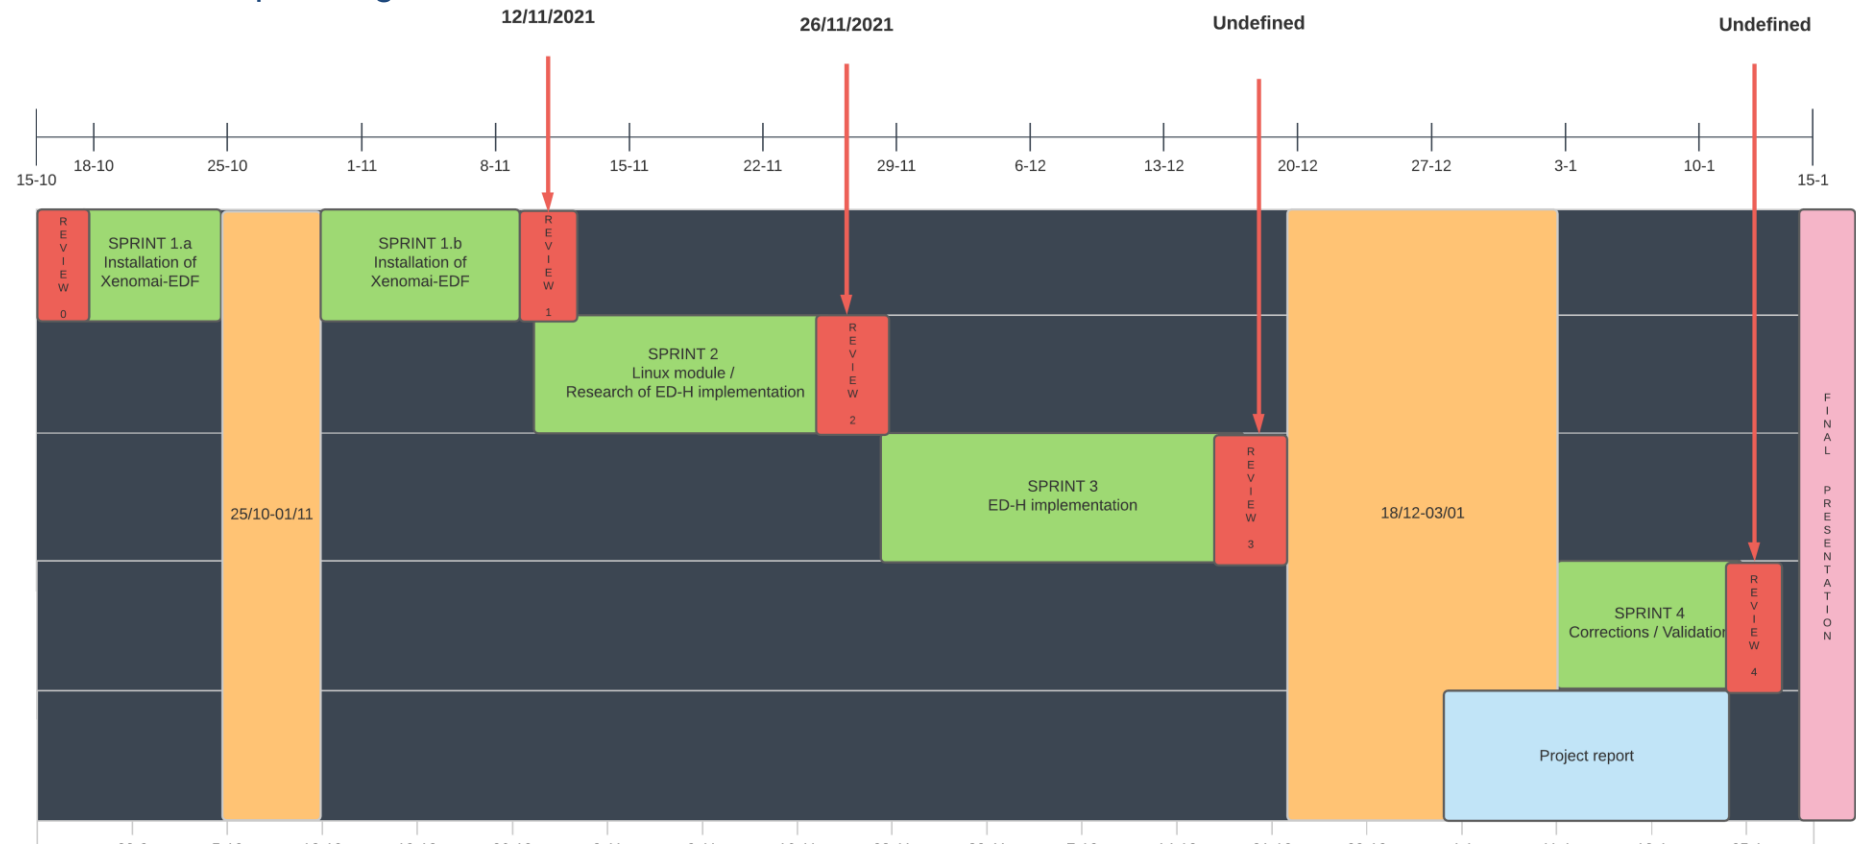 12/11/2021
26/11/2021
Undefined
Undefined
15-10
18-10
25-10
1-11
8-11
15-11
22-11
29-11
6-12
13-12
20-12
27-12
3-1
10-1
15-1
REVIEW 0
SPRINT 1.a
Installation of
Xenomai-EDF
SPRINT 1.b
Installation of
Xenomai-EDF
REVIEW 1
SPRINT 2
Linux module /
Research of ED-H implementation
REVIEW 2
SPRINT 3
ED-H implementation
REVIEW 3
25/10-01/11
18/12-03/01
SPRINT 4
Corrections / Validation
REVIEW 4
Project report
FINAL PRESENTATION